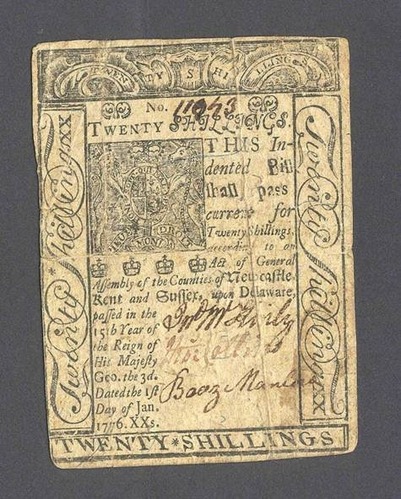 TWENTY SHILLINGS
No. 11943
TWENTY SHILLINGS.
THIS In-
dented Bill
shall pass
current for
Twenty Shillings,
according to an
Act of General
Assembly of the Counties of Newcastle
Kent and Sussex, upon Delaware,
passed in the
15th Year of
the Reign of
His Majesty
Geo. the 3d.
Dated the 1st
Day of Jan.
1776. XXs.
Boaz Manlove
Twenty Shillings XX
Twenty Shillings XX
TWENTY*SHILLINGS